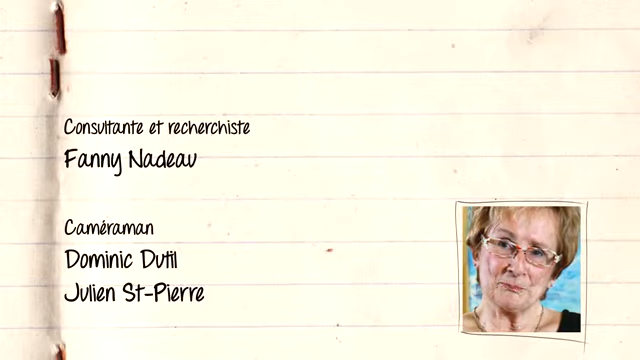 Consultante et recherchiste
Fanny Nadeau
Caméraman
Dominic Dutil
Julien St-Pierre